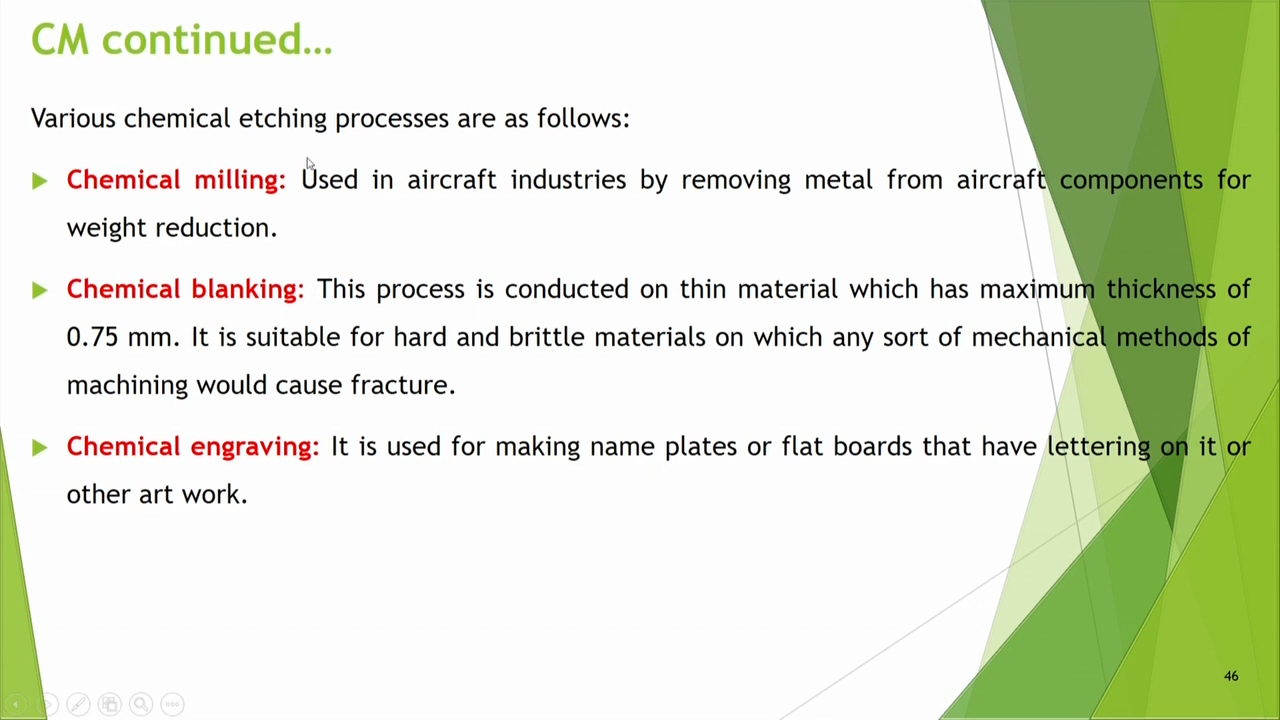 CM continued…
Various chemical etching processes are as follows:
Chemical milling: Used in aircraft industries by removing metal from aircraft components for
weight reduction.
Chemical blanking: This process is conducted on thin material which has maximum thickness of
0.75 mm. It is suitable for hard and brittle materials on which any sort of mechanical methods of
machining would cause fracture.
Chemical engraving: It is used for making name plates or flat boards that have lettering on it or
other art work.
46